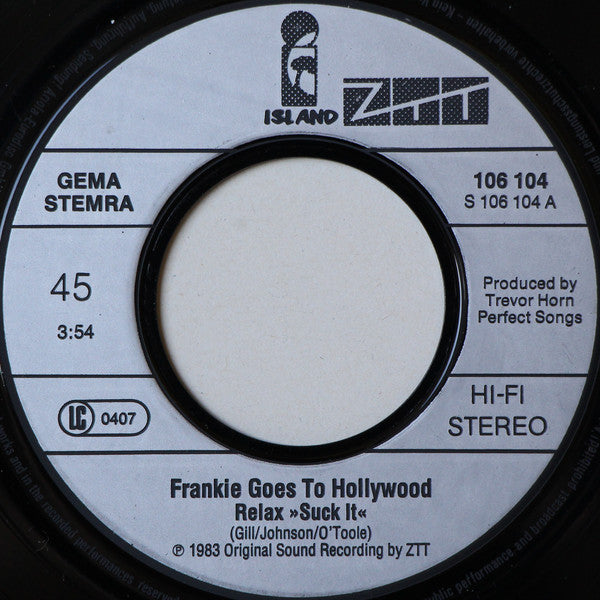 ISLAND
ZTT
GEMA
STEMRA
106 104
S 106 104 A
45
3:54
Produced by
Trevor Horn
Perfect Songs
LC 0407
HI-FI
STEREO
Frankie Goes To Hollywood
Relax »Suck It«
(Gill/Johnson/O'Toole)
℗ 1983 Original Sound Recording by ZTT